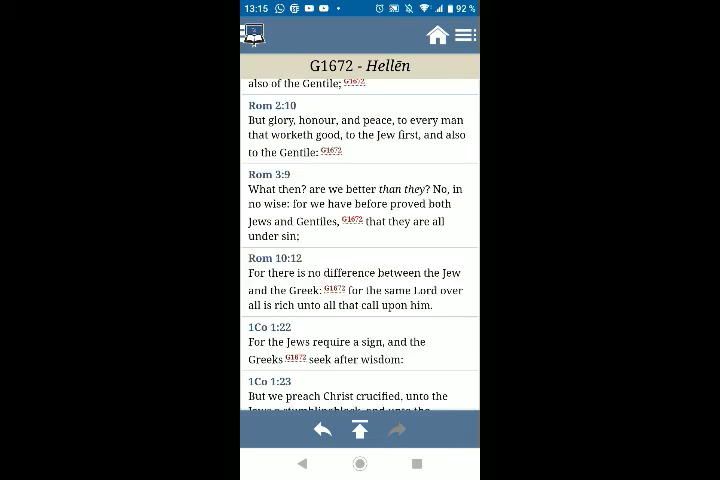 13:15
92 %
G1672 - Hellēn
also of the Gentile; G1672
Rom 2:10
But glory, honour, and peace, to every man
that worketh good, to the Jew first, and also
to the Gentile: G1672
Rom 3:9
What then? are we better than they? No, in
no wise: for we have before proved both
Jews and Gentiles, G1672 that they are all
under sin;
Rom 10:12
For there is no difference between the Jew
and the Greek: G1672 for the same Lord over
all is rich unto all that call upon him.
1Co 1:22
For the Jews require a sign, and the
Greeks G1672 seek after wisdom:
1Co 1:23
But we preach Christ crucified, unto the
Jews a stumblingblock, and unto the